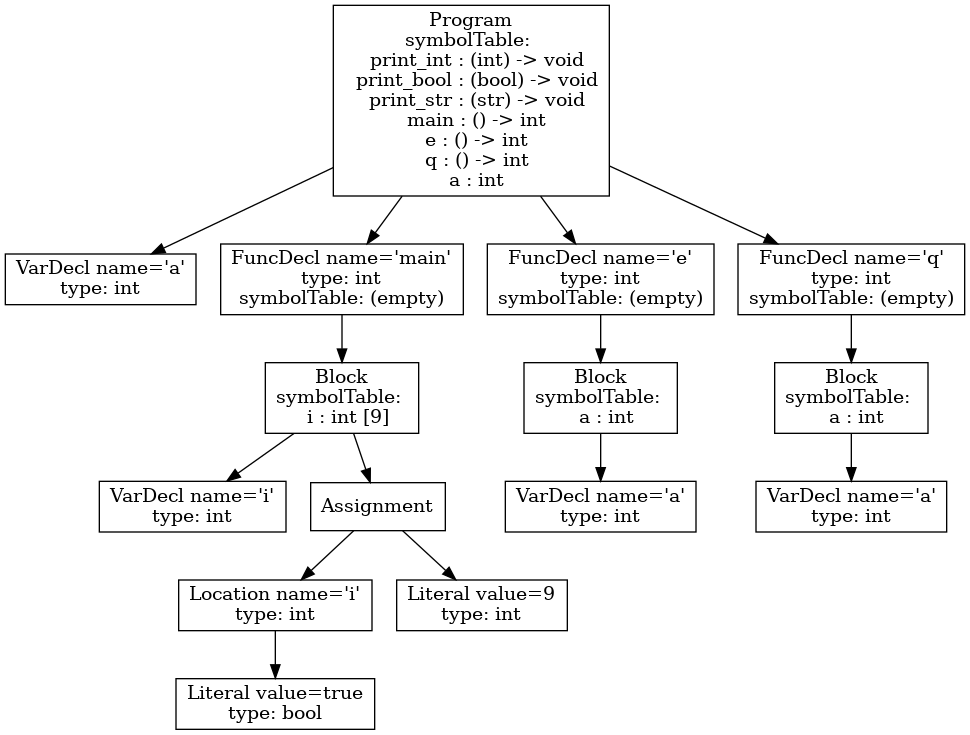 Program
symbolTable:
print_int : (int) -> void
print_bool : (bool) -> void
print_str : (str) -> void
main : () -> int
e : () -> int
q : () -> int
a : int
VarDecl name='a'
type: int
FuncDecl name='main'
type: int
symbolTable: (empty)
FuncDecl name='e'
type: int
symbolTable: (empty)
FuncDecl name='q'
type: int
symbolTable: (empty)
Block
symbolTable:
i : int [9]
Block
symbolTable:
a : int
Block
symbolTable:
a : int
VarDecl name='i'
type: int
Assignment
VarDecl name='a'
type: int
VarDecl name='a'
type: int
Location name='i'
type: int
Literal value=9
type: int
Literal value=true
type: bool